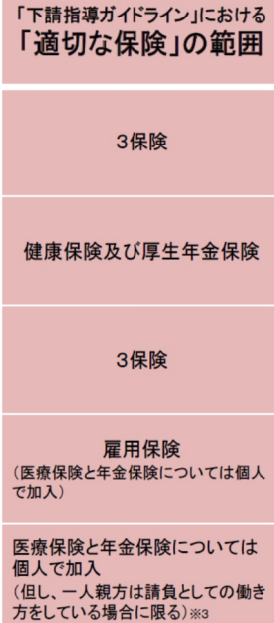 「下請指導ガイドライン」における
「適切な保険」の範囲
3保険
健康保険及び厚生年金保険
3保険
雇用保険
(医療保険と年金保険については個人
で加入)
医療保険と年金保険については
個人で加入
(但し、一人親方は請負としての働き
方をしている場合に限る)※3